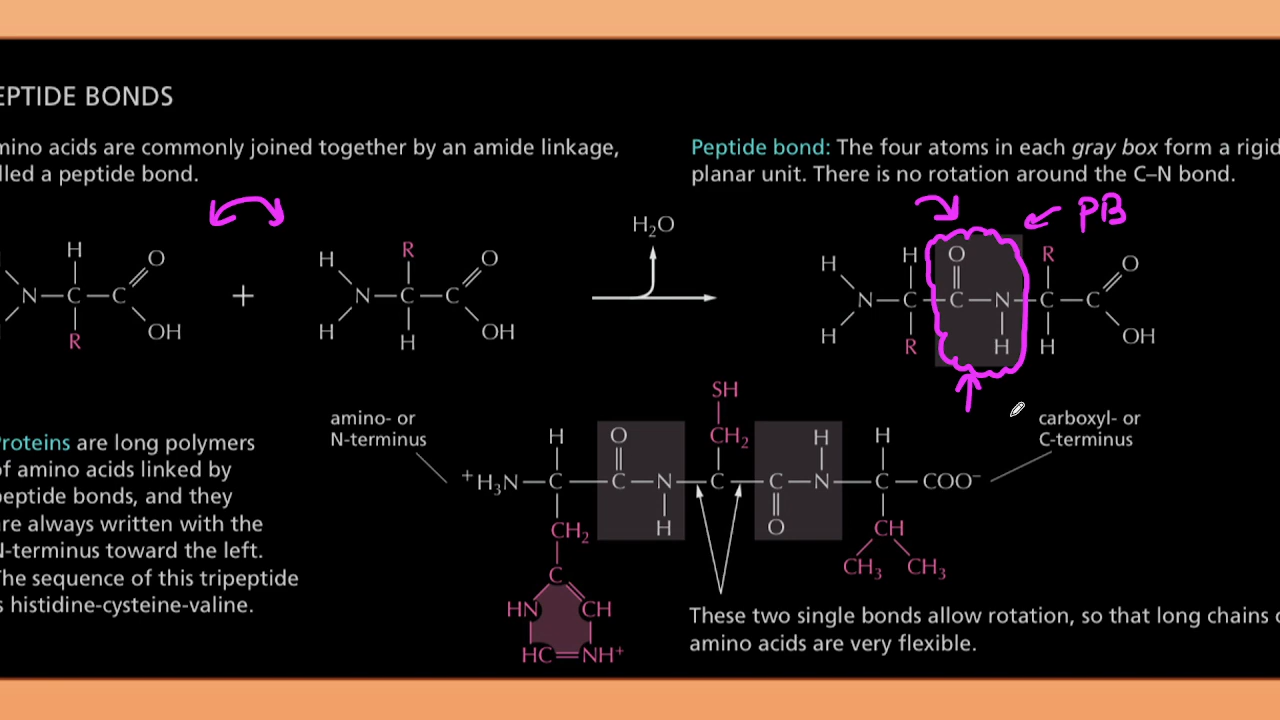 EPTIDE BONDS
mino acids are commonly joined together by an amide linkage,
lled a peptide bond.
Peptide bond: The four atoms in each gray box form a rigid
planar unit. There is no rotation around the C–N bond.
PB
H₂O
H O R O H O R O
H H H
N—C—C + N—C—C N—C—C—N—C—C
R OH H H OH H R H H OH
SH
amino- or
N-terminus
carboxyl- or
C-terminus
H O CH₂ H H
⁺H₃N—C—C—N—C—C—N—C—COO⁻
CH₂ H O CH
CH₃ CH₃
C
HN CH
HC=NH⁺
Proteins are long polymers
of amino acids linked by
peptide bonds, and they
re always written with the
N-terminus toward the left.
The sequence of this tripeptide
s histidine-cysteine-valine.
These two single bonds allow rotation, so that long chains o
amino acids are very flexible.